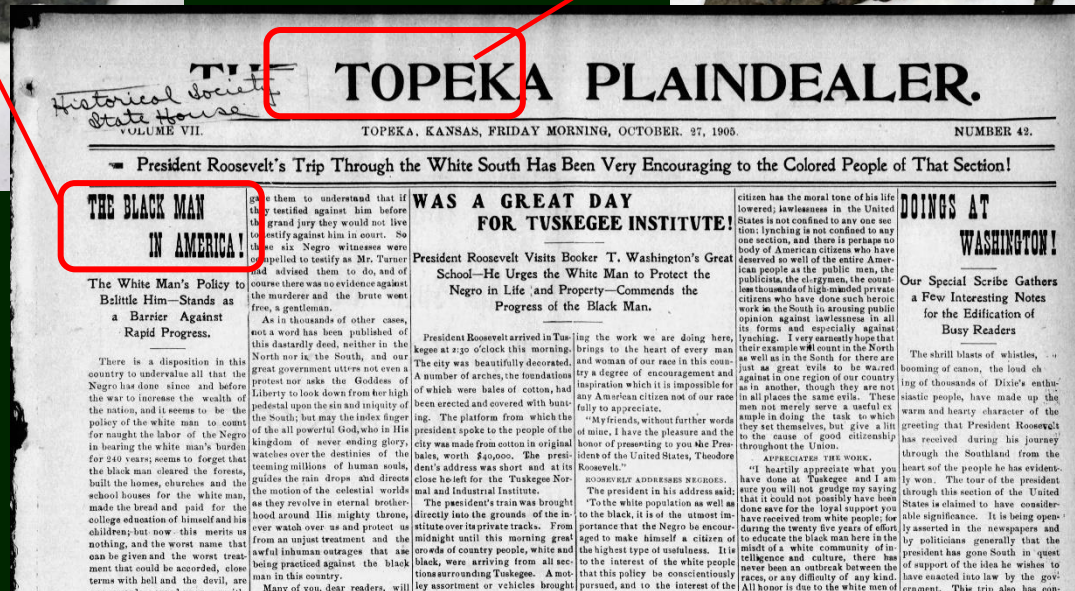 THE TOPEKA PLAINDEALER.
Historical Society
State House
VOLUME VII.
TOPEKA, KANSAS, FRIDAY MORNING, OCTOBER. 27, 1905.
NUMBER 42.
President Roosevelt's Trip Through the White South Has Been Very Encouraging to the Colored People of That Section!
THE BLACK MAN
IN AMERICA!
The White Man's Policy to
Belittle Him—Stands as
a Barrier Against
Rapid Progress.
There is a disposition in this
country to undervalue all that the
Negro has done since and before
the war to increase the wealth of
the nation, and it seems to be the
policy of the white man to count
for naught the labor of the Negro
in bearing the white man's burden
for 240 years; seems to forget that
the black man cleared the forests,
built the homes, churches and the
school houses for the white man,
made the bread and paid for the
college education of himself and his
children; but now this merits us
nothing, and the worst name that
can be given and the worst treat-
ment that could be accorded, close
terms with hell and the devil, are
gave them to understand that if
they testified against him before
the grand jury they would not live
to testify against him in court. So
these six Negro witnesses were
compelled to testify as Mr. Turner
had advised them to do, and of
course there was no evidence against
the murderer and the brute went
free, a gentleman.
As in thousands of other cases,
not a word has been published of
this dastardly deed, neither in the
North nor in the South, and our
great government utters not even a
protest nor asks the Goddess of
Liberty to look down from her high
pedestal upon the sin and iniquity of
the South; but may the index finger
of the all powerful God, who in His
kingdom of never ending glory,
watches over the destinies of the
teeming millions of human souls,
guides the rain drops and directs
the motion of the celestial world
as they revolve in eternal brother-
hood around His mighty throne,
ever watch over us and protect us
from an unjust treatment and the
awful inhuman outrages that are
being practiced against the black
man in this country.
Many of you, dear readers, will
WAS A GREAT DAY
FOR TUSKEGEE INSTITUTE!
President Roosevelt Visits Booker T. Washington's Great
School—He Urges the White Man to Protect the
Negro in Life and Property—Commends the
Progress of the Black Man.
President Roosevelt arrived in Tus-
kegee at 2:30 o'clock this morning.
The city was beautifully decorated.
A number of arches, the foundations
of which were bales of cotton, had
been erected and covered with bunt-
ing. The platform from which the
president spoke to the people of the
city was made from cotton in original
bales, worth $40,000. The presi-
dent's address was short and at its
close he left for the Tuskegee Nor-
mal and Industrial Institute.
The president's train was brought
directly into the grounds of the in-
stitute over its private tracks. From
midnight until this morning great
crowds of country people, white and
black, were arriving from all sec-
tions surrounding Tuskegee. A mot-
ley assortment or vehicles brought
ing the work we are doing here,
brings to the heart of every man
and woman of our race in this coun-
try a degree of encouragement and
inspiration which it is impossible for
any American citizen not of our race
fully to appreciate.
"My friends, without further words
of mine, I have the pleasure and the
honor of presenting to you the Pres-
ident of the United States, Theodore
Roosevelt."
ROOSEVELT ADDRESSES NEGROES.
The president in his address said;
"To the white population as well as
to the black, it is of the utmost im-
portance that the Negro be encour-
aged to make himself a citizen of
the highest type of usefulness. It is
to the interest of the white people
that this policy be conscientiously
pursued, and to the interest of the
citizen has the moral tone of his life
lowered; lawlessness in the United
States is not confined to any one sec
tion; lynching is not confined to any
one section, and there is perhaps no
body of American citizens who have
deserved so well of the entire Amer-
ican people as the public men, the
publicists, the clergymen, the count-
less thousands of high-minded private
citizens who have done such heroic
work in the South in arousing public
opinion against lawlessness in all
its forms and especially against
lynching. I very earnestly hope that
their example will count in the North
as well as in the South for there are
just as great evils to be warred
against in one region of our country
as in another, though they are not
in all places the same evils. These
men not merely serve a useful ex
ample in doing the task to which
they set themselves, but give a lift
to the cause of good citizenship
throughout the Union.
APPRECIATES THE WORK.
"I heartily appreciate what you
have done at Tuskegee and I am
sure you will not grudge my saying
that it could not possibly have been
done save for the loyal support you
have received from white people; for
during the twenty five years of effort
to educate the black man here in the
midst of a white community of in-
telligence and culture, there has
never been an outbreak between the
races, or any difficulty of any kind.
All honor is due to the white men of
DOINGS AT
WASHINGTON!
Our Special Scribe Gathers
a Few Interesting Notes
for the Edification of
Busy Readers
The shrill blasts of whistles,
booming of canon, the loud ch
ing of thousands of Dixie's enthu-
siastic people, have made up the
warm and hearty character of the
greeting that President Roosevelt
has received during his journey
through the Southland from the
heart sof the people he has evident-
ly won. The tour of the president
through this section of the United
States is claimed to have consider-
able significance. It is being open-
ly asserted in the newspapers and
by politicians generally that the
president has gone South in quest
of support of the idea he wishes to
have enacted into law by the gov-
ernment. This trip also has con-